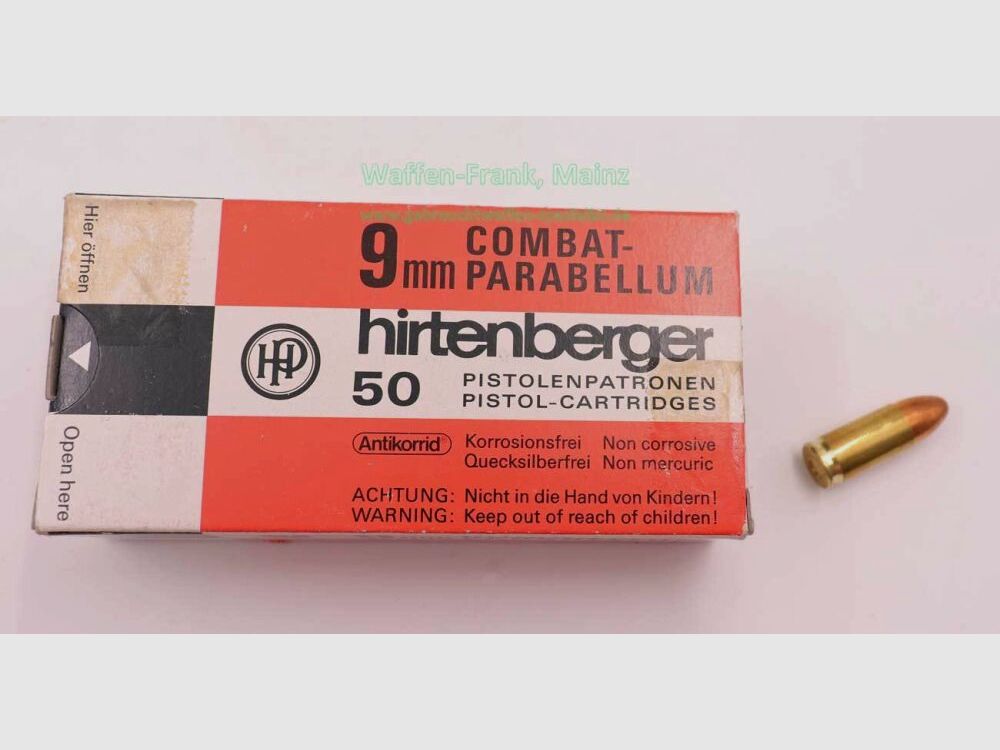 Waffen-Frank, Mainz
Hier öffnen
9mm COMBAT-
PARABELLUM
HP
hirtenberger
50 PISTOLENPATRONEN
PISTOL-CARTRIDGES
Antikorrid® Korrosionsfrei Non corrosive
Quecksilberfrei Non mercuric
Open here
ACHTUNG: Nicht in die Hand von Kindern!
WARNING: Keep out of reach of children!